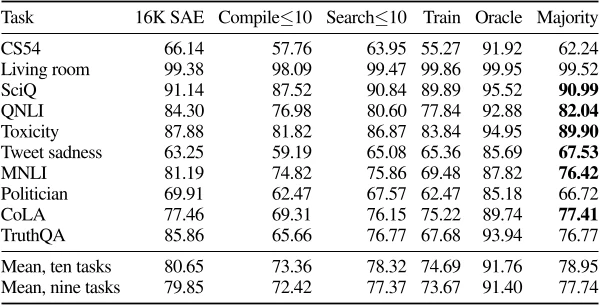 Task 16K SAE Compile≤10 Search≤10 Train Oracle Majority
CS54 66.14 57.76 63.95 55.27 91.92 62.24
Living room 99.38 98.09 99.47 99.86 99.95 99.52
SciQ 91.14 87.52 90.84 89.89 95.52 90.99
QNLI 84.30 76.98 80.60 77.84 92.88 82.04
Toxicity 87.88 81.82 86.87 83.84 94.95 89.90
Tweet sadness 63.25 59.19 65.08 65.36 85.69 67.53
MNLI 81.19 74.82 75.86 69.48 87.82 76.42
Politician 69.91 62.47 67.57 62.47 85.18 66.72
CoLA 77.46 69.31 76.15 75.22 89.74 77.41
TruthQA 85.86 65.66 76.77 67.68 93.94 76.77
Mean, ten tasks 80.65 73.36 78.32 74.69 91.76 78.95
Mean, nine tasks 79.85 72.42 77.37 73.67 91.40 77.74